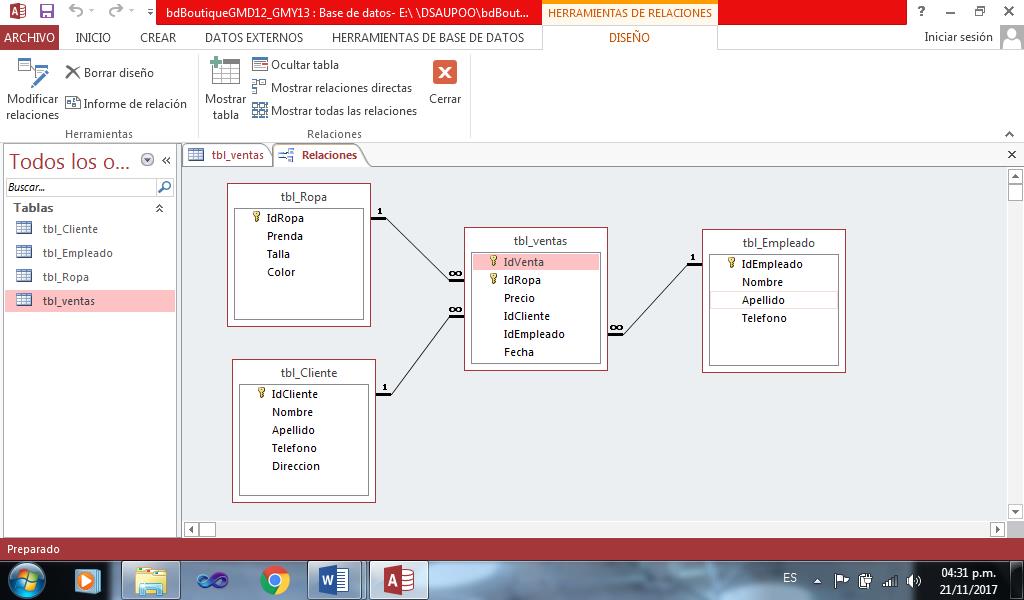 bdBoutiqueGMD12_GMY13 : Base de datos- E:\ \DSAUPOO\bdBout...
HERRAMIENTAS DE RELACIONES
?
ARCHIVO
INICIO
CREAR
DATOS EXTERNOS
HERRAMIENTAS DE BASE DE DATOS
DISEÑO
Iniciar sesión
Modificar relaciones
Borrar diseño
Informe de relación
Herramientas
Mostrar tabla
Ocultar tabla
Mostrar relaciones directas
Mostrar todas las relaciones
Relaciones
Cerrar
Todos los o...
Buscar...
Tablas
tbl_Cliente
tbl_Empleado
tbl_Ropa
tbl_ventas
tbl_ventas
Relaciones
tbl_Ropa
IdRopa
Prenda
Talla
Color
1
∞
tbl_Cliente
IdCliente
Nombre
Apellido
Telefono
Direccion
1
∞
tbl_ventas
IdVenta
IdRopa
Precio
IdCliente
IdEmpleado
Fecha
∞
1
tbl_Empleado
IdEmpleado
Nombre
Apellido
Telefono
Preparado
ES
04:31 p.m.
21/11/2017